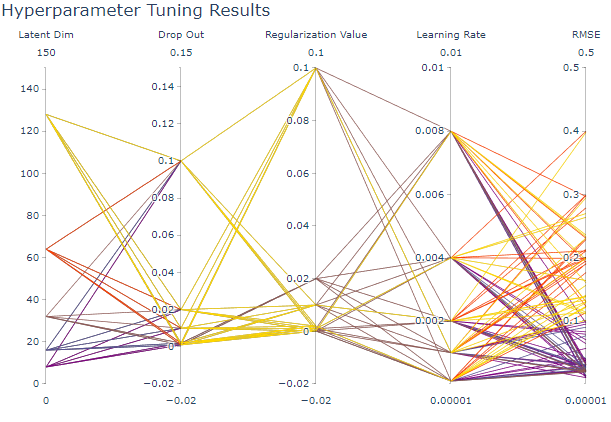 Hyperparameter Tuning Results
Latent Dim Drop Out Regularization Value Learning Rate RMSE
150 0.15 0.1 0.01 0.5
0.1 0.01 0.5
140 0.14
0.12 0.08
120 0.008 0.4
0.1
100
0.06
0.08
80 0.006 0.3
0.06
60 0.04
0.04 0.004 0.2
40 0.02
0.02
0.002 0.1
20 0 0
0 −0.02 −0.02
0 −0.02 −0.02 0.00001 0.00001